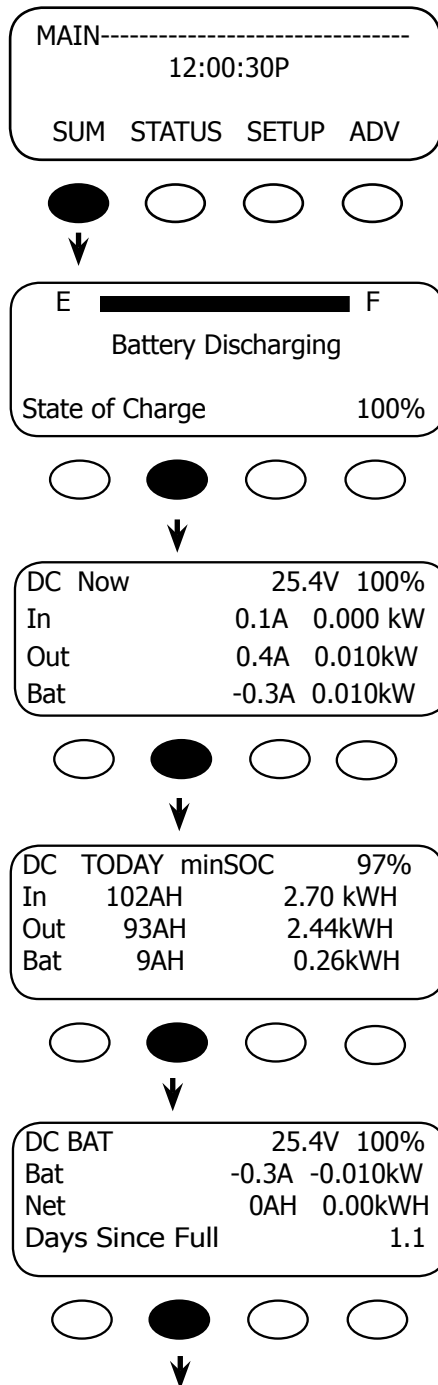 MAIN--------------------------------
12:00:30P
SUM STATUS SETUP ADV
E F
Battery Discharging
State of Charge 100%
DC Now 25.4V 100%
In 0.1A 0.000 kW
Out 0.4A 0.010kW
Bat -0.3A 0.010kW
DC TODAY minSOC 97%
In 102AH 2.70 kWH
Out 93AH 2.44kWH
Bat 9AH 0.26kWH
DC BAT 25.4V 100%
Bat -0.3A -0.010kW
Net 0AH 0.00kWH
Days Since Full 1.1